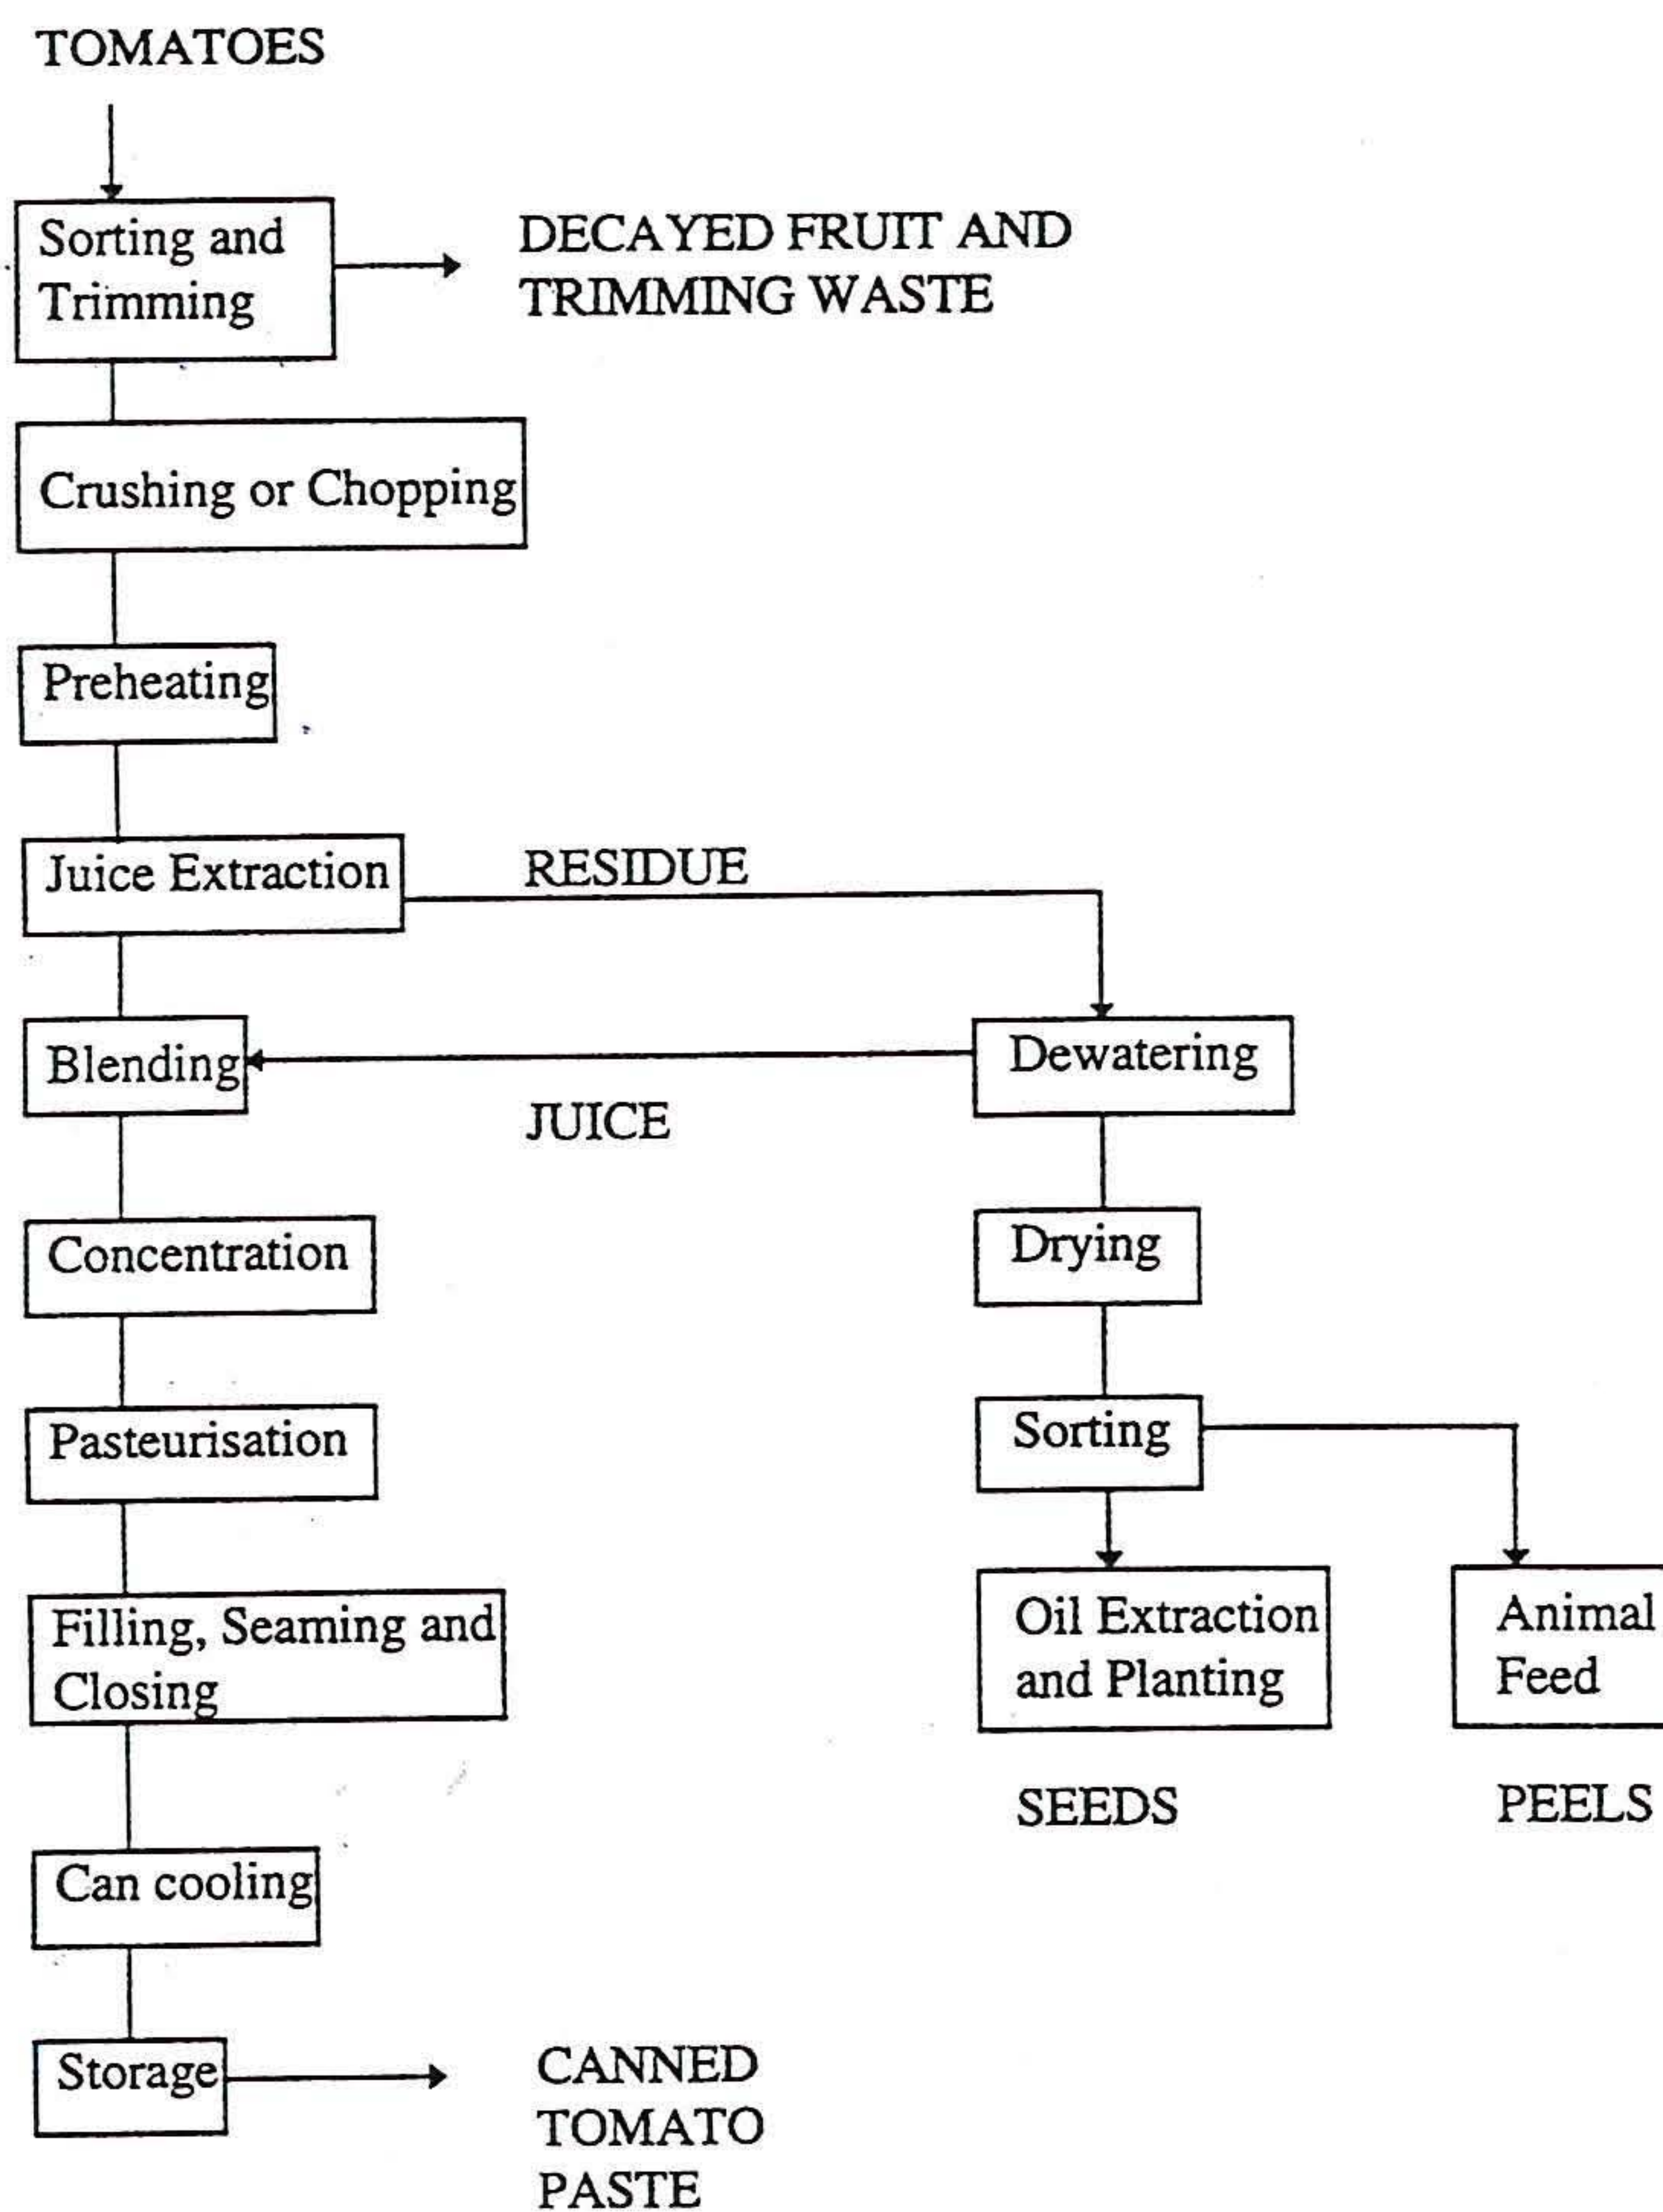 TOMATOES
Sorting and
Trimming
DECAYED FRUIT AND
TRIMMING WASTE
Crushing or Chopping
Preheating
Juice Extraction
RESIDUE
Blending
Dewatering
JUICE
Concentration
Drying
Pasteurisation
Sorting
Filling, Seaming and
Closing
Oil Extraction
and Planting
Animal
Feed
SEEDS
PEELS
Can cooling
Storage
CANNED
TOMATO
PASTE